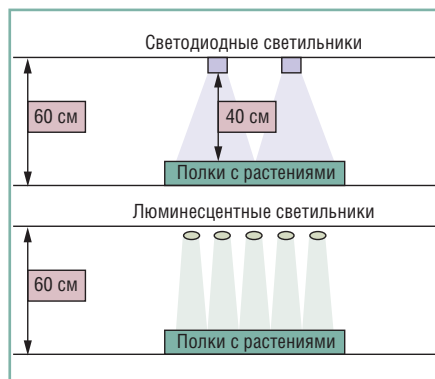 Светодиодные светильники
60 см
40 см
Полки с растениями
Люминесцентные светильники
60 см
Полки с растениями